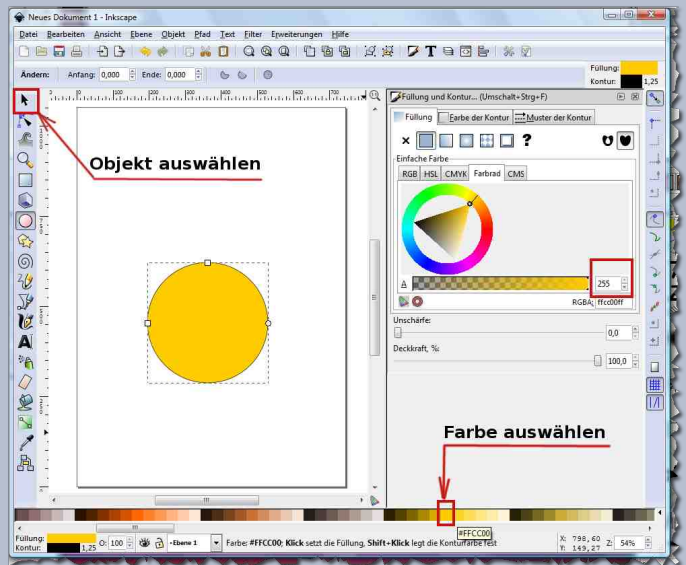 Neues Dokument 1 - Inkscape
Datei Bearbeiten Ansicht Ebene Objekt Pfad Text Filter Erweiterungen Hilfe
Ändern: Anfang: 0,000 Ende: 0,000
Füllung:
Kontur: 1,25
Füllung und Kontur... (Umschalt+Strg+F)
Füllung Farbe der Kontur Muster der Kontur
Einfache Farbe
RGB HSL CMYK Farbrad CMS
A 255
RGBA: ffcc00ff
Unschärfe:
0,0
Deckkraft, %:
100,0
Objekt auswählen
Farbe auswählen
#FFCC00
Füllung:
Kontur: 1,25
O: 100
-Ebene 1
Farbe: #FFCC00; Klick setzt die Füllung, Shift+Klick legt die Konturfarbe fest
X: 798,60
Y: 149,27
Z: 54%